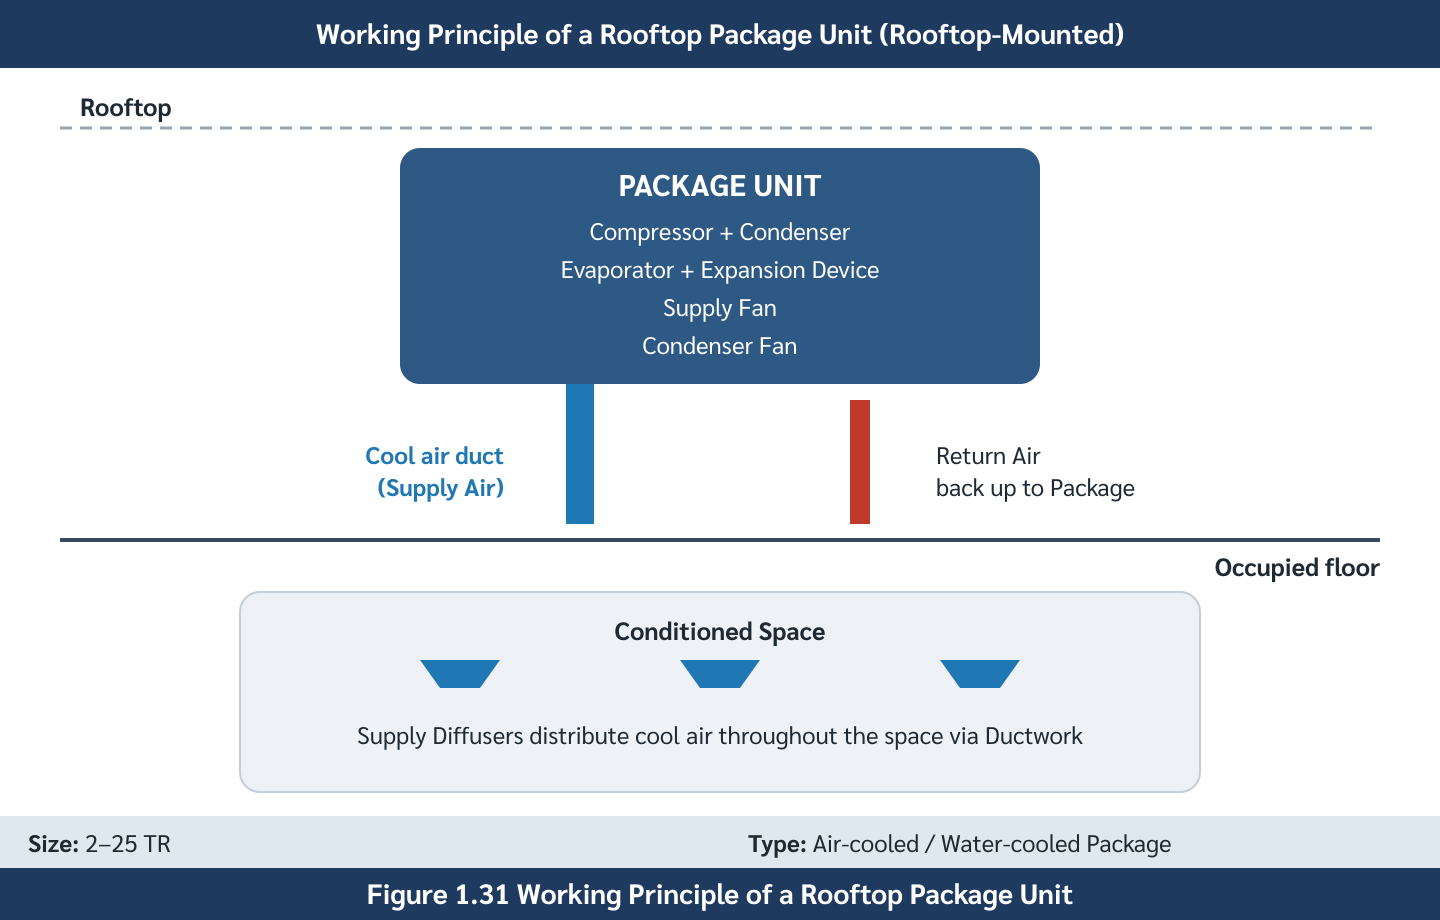 Working Principle of a Rooftop Package Unit (Rooftop-Mounted)
Rooftop
PACKAGE UNIT
Compressor + Condenser
Evaporator + Expansion Device
Supply Fan
Condenser Fan
Cool air duct
(Supply Air)
Return Air
back up to Package
Occupied floor
Conditioned Space
Supply Diffusers distribute cool air throughout the space via Ductwork
Size: 2–25 TR
Type: Air-cooled / Water-cooled Package
Figure 1.31 Working Principle of a Rooftop Package Unit